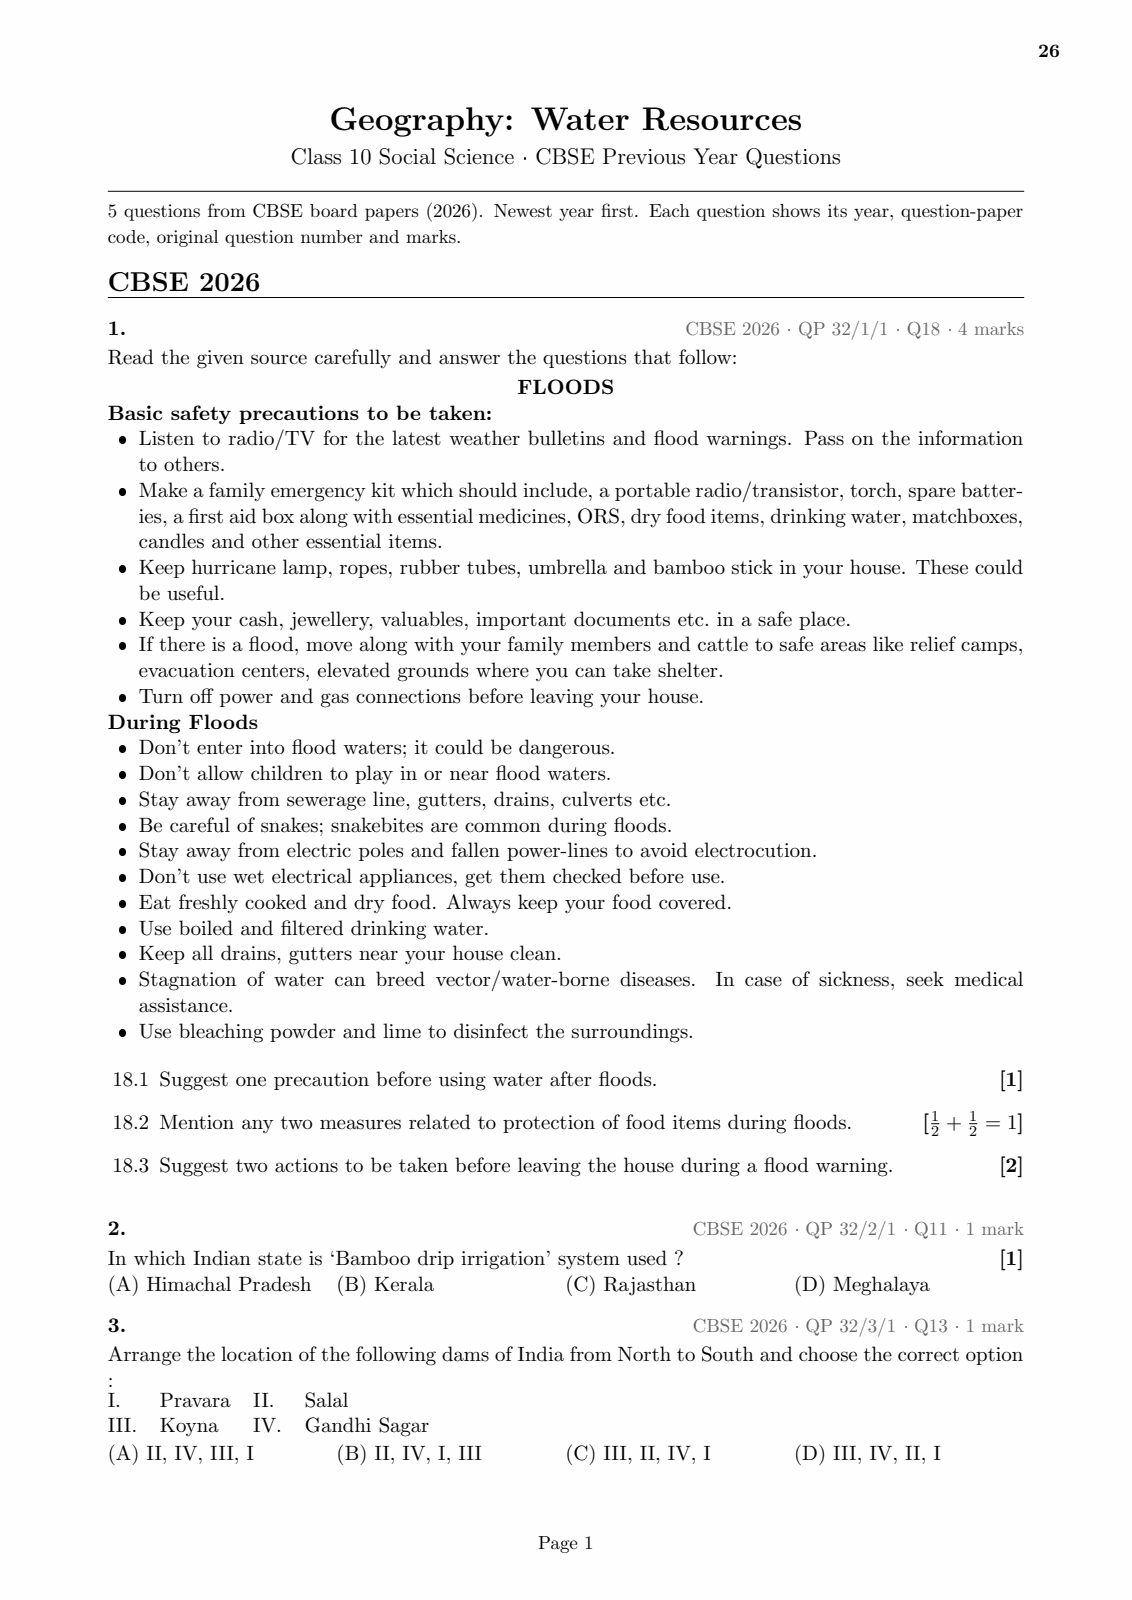 26
Geography: Water Resources
Class 10 Social Science · CBSE Previous Year Questions
5 questions from CBSE board papers (2026). Newest year first. Each question shows its year, question-paper
code, original question number and marks.
CBSE 2026
1. CBSE 2026 · QP 32/1/1 · Q18 · 4 marks
Read the given source carefully and answer the questions that follow:
FLOODS
Basic safety precautions to be taken:
• Listen to radio/TV for the latest weather bulletins and flood warnings. Pass on the information
to others.
• Make a family emergency kit which should include, a portable radio/transistor, torch, spare batter-
ies, a first aid box along with essential medicines, ORS, dry food items, drinking water, matchboxes,
candles and other essential items.
• Keep hurricane lamp, ropes, rubber tubes, umbrella and bamboo stick in your house. These could
be useful.
• Keep your cash, jewellery, valuables, important documents etc. in a safe place.
• If there is a flood, move along with your family members and cattle to safe areas like relief camps,
evacuation centers, elevated grounds where you can take shelter.
• Turn off power and gas connections before leaving your house.
During Floods
• Don't enter into flood waters; it could be dangerous.
• Don't allow children to play in or near flood waters.
• Stay away from sewerage line, gutters, drains, culverts etc.
• Be careful of snakes; snakebites are common during floods.
• Stay away from electric poles and fallen power-lines to avoid electrocution.
• Don't use wet electrical appliances, get them checked before use.
• Eat freshly cooked and dry food. Always keep your food covered.
• Use boiled and filtered drinking water.
• Keep all drains, gutters near your house clean.
• Stagnation of water can breed vector/water-borne diseases. In case of sickness, seek medical
assistance.
• Use bleaching powder and lime to disinfect the surroundings.
18.1 Suggest one precaution before using water after floods. [1]
18.2 Mention any two measures related to protection of food items during floods. [1/2 + 1/2 = 1]
18.3 Suggest two actions to be taken before leaving the house during a flood warning. [2]
2. CBSE 2026 · QP 32/2/1 · Q11 · 1 mark
In which Indian state is 'Bamboo drip irrigation' system used ? [1]
(A) Himachal Pradesh (B) Kerala (C) Rajasthan (D) Meghalaya
3. CBSE 2026 · QP 32/3/1 · Q13 · 1 mark
Arrange the location of the following dams of India from North to South and choose the correct option
:
I. Pravara II. Salal
III. Koyna IV. Gandhi Sagar
(A) II, IV, III, I (B) II, IV, I, III (C) III, II, IV, I (D) III, IV, II, I
Page 1